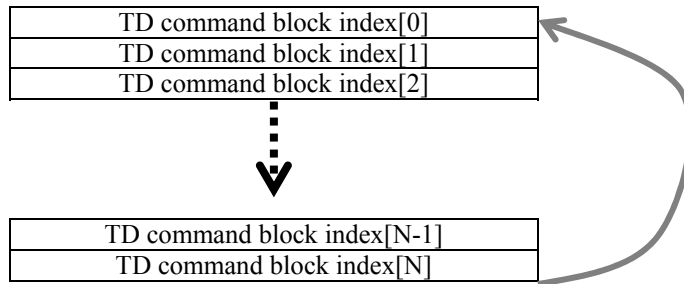 TD command block index[0]
TD command block index[1]
TD command block index[2]
TD command block index[N-1]
TD command block index[N]